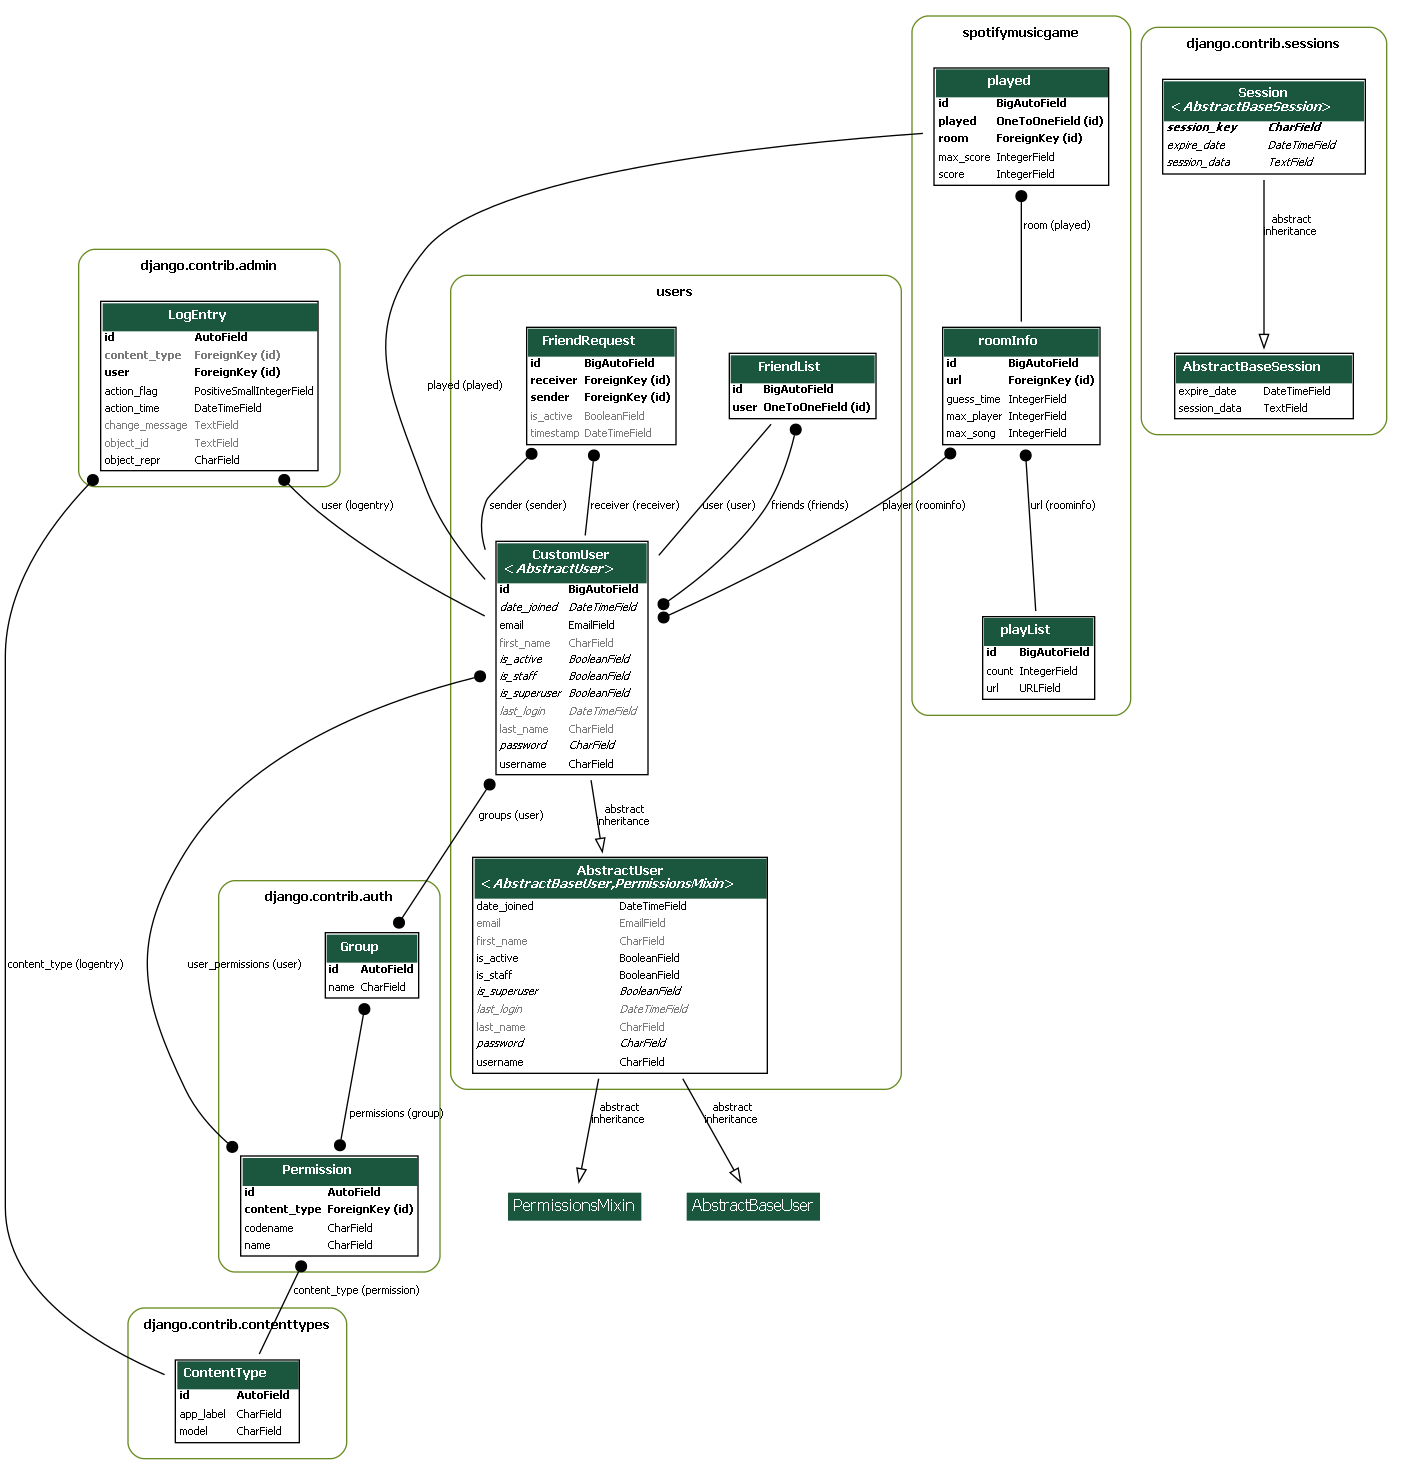 spotifymusicgame
played
id BigAutoField
played OneToOneField (id)
room ForeignKey (id)
max_score IntegerField
score IntegerField
room (played)
django.contrib.sessions
Session
<AbstractBaseSession>
session_key CharField
expire_date DateTimeField
session_data TextField
abstract
inheritance
AbstractBaseSession
expire_date DateTimeField
session_data TextField
django.contrib.admin
LogEntry
id AutoField
content_type ForeignKey (id)
user ForeignKey (id)
action_flag PositiveSmallIntegerField
action_time DateTimeField
change_message TextField
object_id TextField
object_repr CharField
user (logentry)
users
FriendRequest
id BigAutoField
receiver ForeignKey (id)
sender ForeignKey (id)
is_active BooleanField
timestamp DateTimeField
FriendList
id BigAutoField
user OneToOneField (id)
roomInfo
id BigAutoField
url ForeignKey (id)
guess_time IntegerField
max_player IntegerField
max_song IntegerField
played (played)
sender (sender)
receiver (receiver)
user (user)
friends (friends)
player (roominfo)
url (roominfo)
CustomUser
<AbstractUser>
id BigAutoField
date_joined DateTimeField
email EmailField
first_name CharField
is_active BooleanField
is_staff BooleanField
is_superuser BooleanField
last_login DateTimeField
last_name CharField
password CharField
username CharField
playList
id BigAutoField
count IntegerField
url URLField
groups (user)
abstract
inheritance
AbstractUser
<AbstractBaseUser,PermissionsMixin>
date_joined DateTimeField
email EmailField
first_name CharField
is_active BooleanField
is_staff BooleanField
is_superuser BooleanField
last_login DateTimeField
last_name CharField
password CharField
username CharField
django.contrib.auth
Group
id AutoField
name CharField
content_type (logentry)
user_permissions (user)
permissions (group)
abstract
inheritance
abstract
inheritance
Permission
id AutoField
content_type ForeignKey (id)
codename CharField
name CharField
PermissionsMixin
AbstractBaseUser
content_type (permission)
django.contrib.contenttypes
ContentType
id AutoField
app_label CharField
model CharField